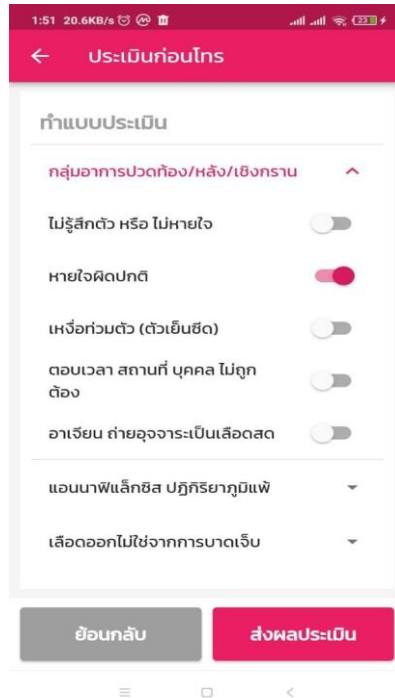 1:51 20.6KB/s 23
ประเมินก่อนโทร
ทำแบบประเมิน
กลุ่มอาการปวดท้อง/หลัง/เชิงกราน
ไม่รู้สึกตัว หรือ ไม่หายใจ
หายใจผิดปกติ
เหงื่อท่วมตัว (ตัวเย็นซีด)
ตอบเวลา สถานที่ บุคคล ไม่ถูก
ต้อง
อาเจียน ถ่ายอุจจาระเป็นเลือดสด
แอนนาฟิแล็กซิส ปฏิกิริยาภูมิแพ้
เลือดออกไม่ใช่จากการบาดเจ็บ
ย้อนกลับ ส่งผลประเมิน